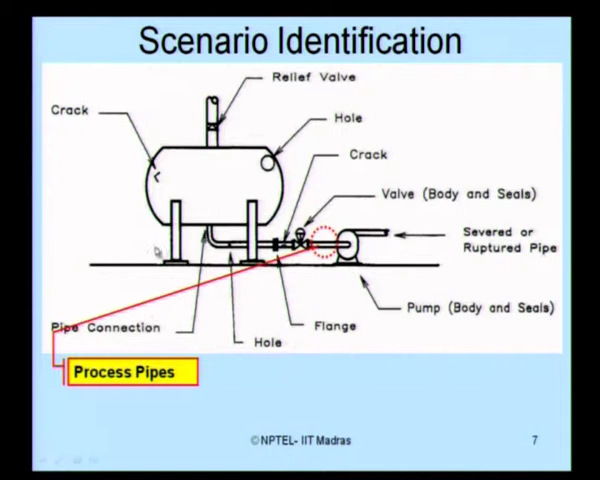 Scenario Identification
Relief Valve
Crack
Hole
Crack
Valve (Body and Seals)
Severed or
Ruptured Pipe
Pump (Body and Seals)
Pipe Connection
Flange
Hole
Process Pipes
©NPTEL- IIT Madras
7